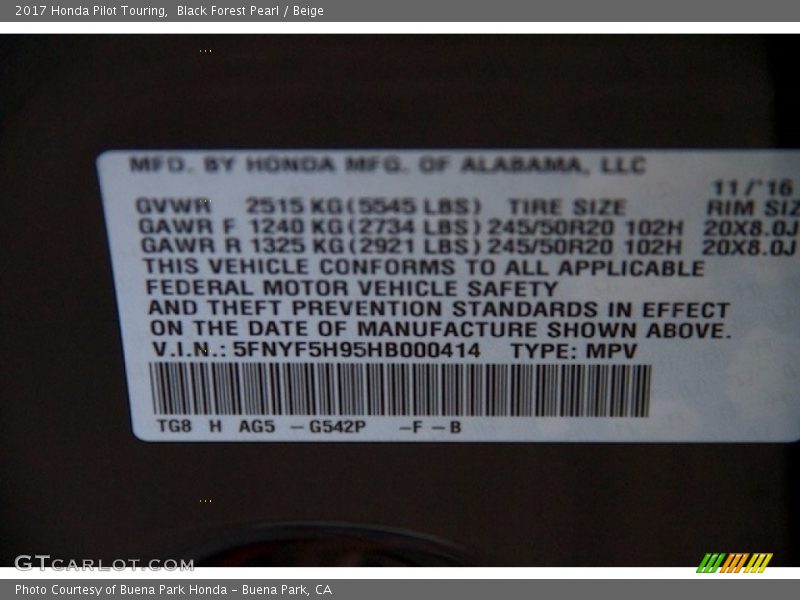 2017 Honda Pilot Touring, Black Forest Pearl / Beige
MFD. BY HONDA MFG. OF ALABAMA, LLC
11/'16
GVWR 2515 KG(5545 LBS) TIRE SIZE RIM SIZ
GAWR F 1240 KG(2734 LBS) 245/50R20 102H 20X8.0J
GAWR R 1325 KG(2921 LBS) 245/50R20 102H 20X8.0J
THIS VEHICLE CONFORMS TO ALL APPLICABLE
FEDERAL MOTOR VEHICLE SAFETY
AND THEFT PREVENTION STANDARDS IN EFFECT
ON THE DATE OF MANUFACTURE SHOWN ABOVE.
V.I.N.: 5FNYF5H95HB000414 TYPE: MPV
TG8 H AG5 -G542P -F-B
GTCARLOT.COM
Photo Courtesy of Buena Park Honda - Buena Park, CA